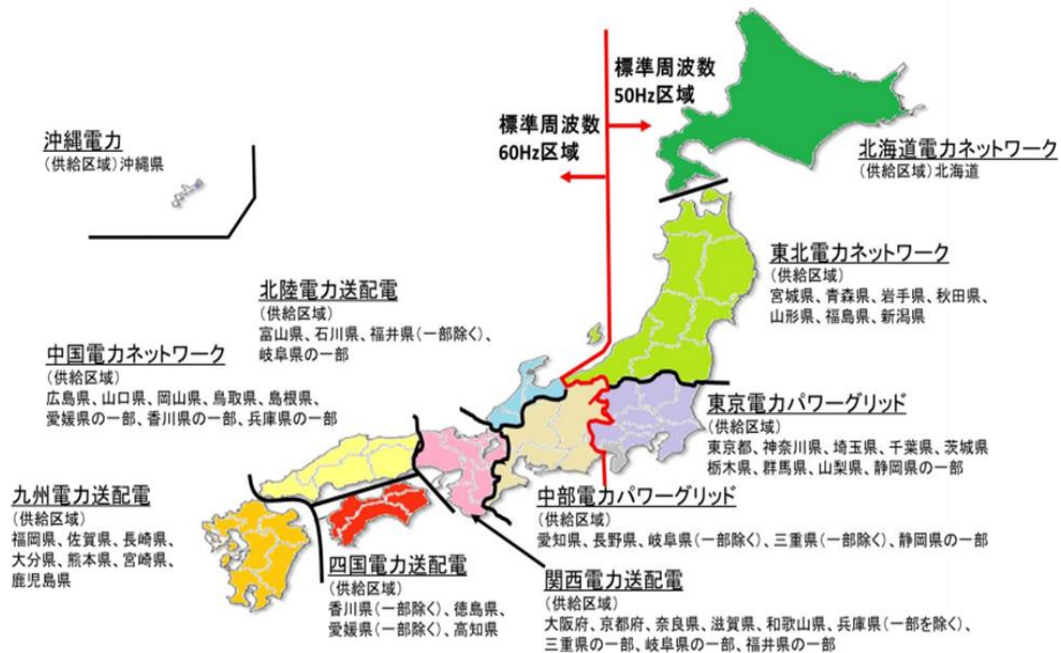 標準周波数
50Hz区域
標準周波数
60Hz区域
沖縄電力
(供給区域)沖縄県
北海道電力ネットワーク
(供給区域)北海道
東北電力ネットワーク
(供給区域)
宮城県、青森県、岩手県、秋田県、
山形県、福島県、新潟県
北陸電力送配電
(供給区域)
富山県、石川県、福井県(一部除く)、
岐阜県の一部
中国電力ネットワーク
(供給区域)
広島県、山口県、岡山県、鳥取県、島根県、
愛媛県の一部、香川県の一部、兵庫県の一部
東京電力パワーグリッド
(供給区域)
東京都、神奈川県、埼玉県、千葉県、茨城県
栃木県、群馬県、山梨県、静岡県の一部
九州電力送配電
(供給区域)
福岡県、佐賀県、長崎県、
大分県、熊本県、宮崎県、
鹿児島県
中部電力パワーグリッド
(供給区域)
愛知県、長野県、岐阜県(一部除く)、三重県(一部除く)、静岡県の一部
四国電力送配電
(供給区域)
香川県(一部除く)、徳島県、
愛媛県(一部除く)、高知県
関西電力送配電
(供給区域)
大阪府、京都府、奈良県、滋賀県、和歌山県、兵庫県(一部を除く)、
三重県の一部、岐阜県の一部、福井県の一部